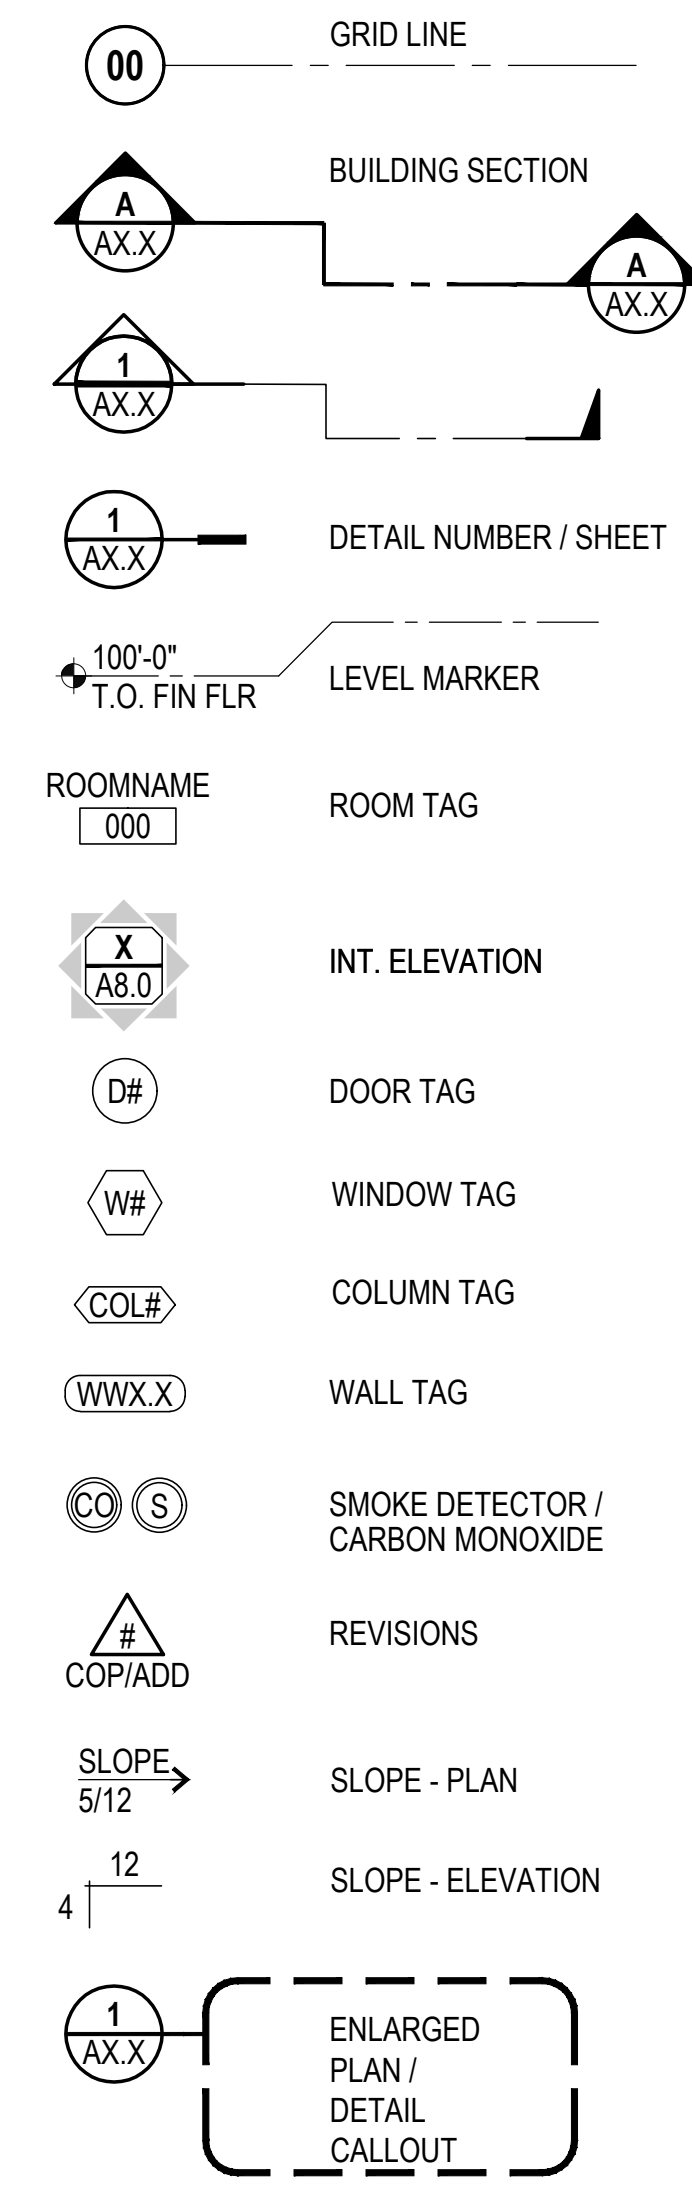 00
GRID LINE
BUILDING SECTION
A
AX.X
A
AX.X
1
AX.X
1
AX.X
DETAIL NUMBER / SHEET
100'-0"
T.O. FIN FLR
LEVEL MARKER
ROOMNAME
000
ROOM TAG
X
A8.0
INT. ELEVATION
D#
DOOR TAG
W#
WINDOW TAG
COL#
COLUMN TAG
WWX.X
WALL TAG
CO
S
SMOKE DETECTOR /
CARBON MONOXIDE
#
COP/ADD
REVISIONS
SLOPE
5/12
SLOPE - PLAN
12
4
SLOPE - ELEVATION
1
AX.X
ENLARGED
PLAN /
DETAIL
CALLOUT